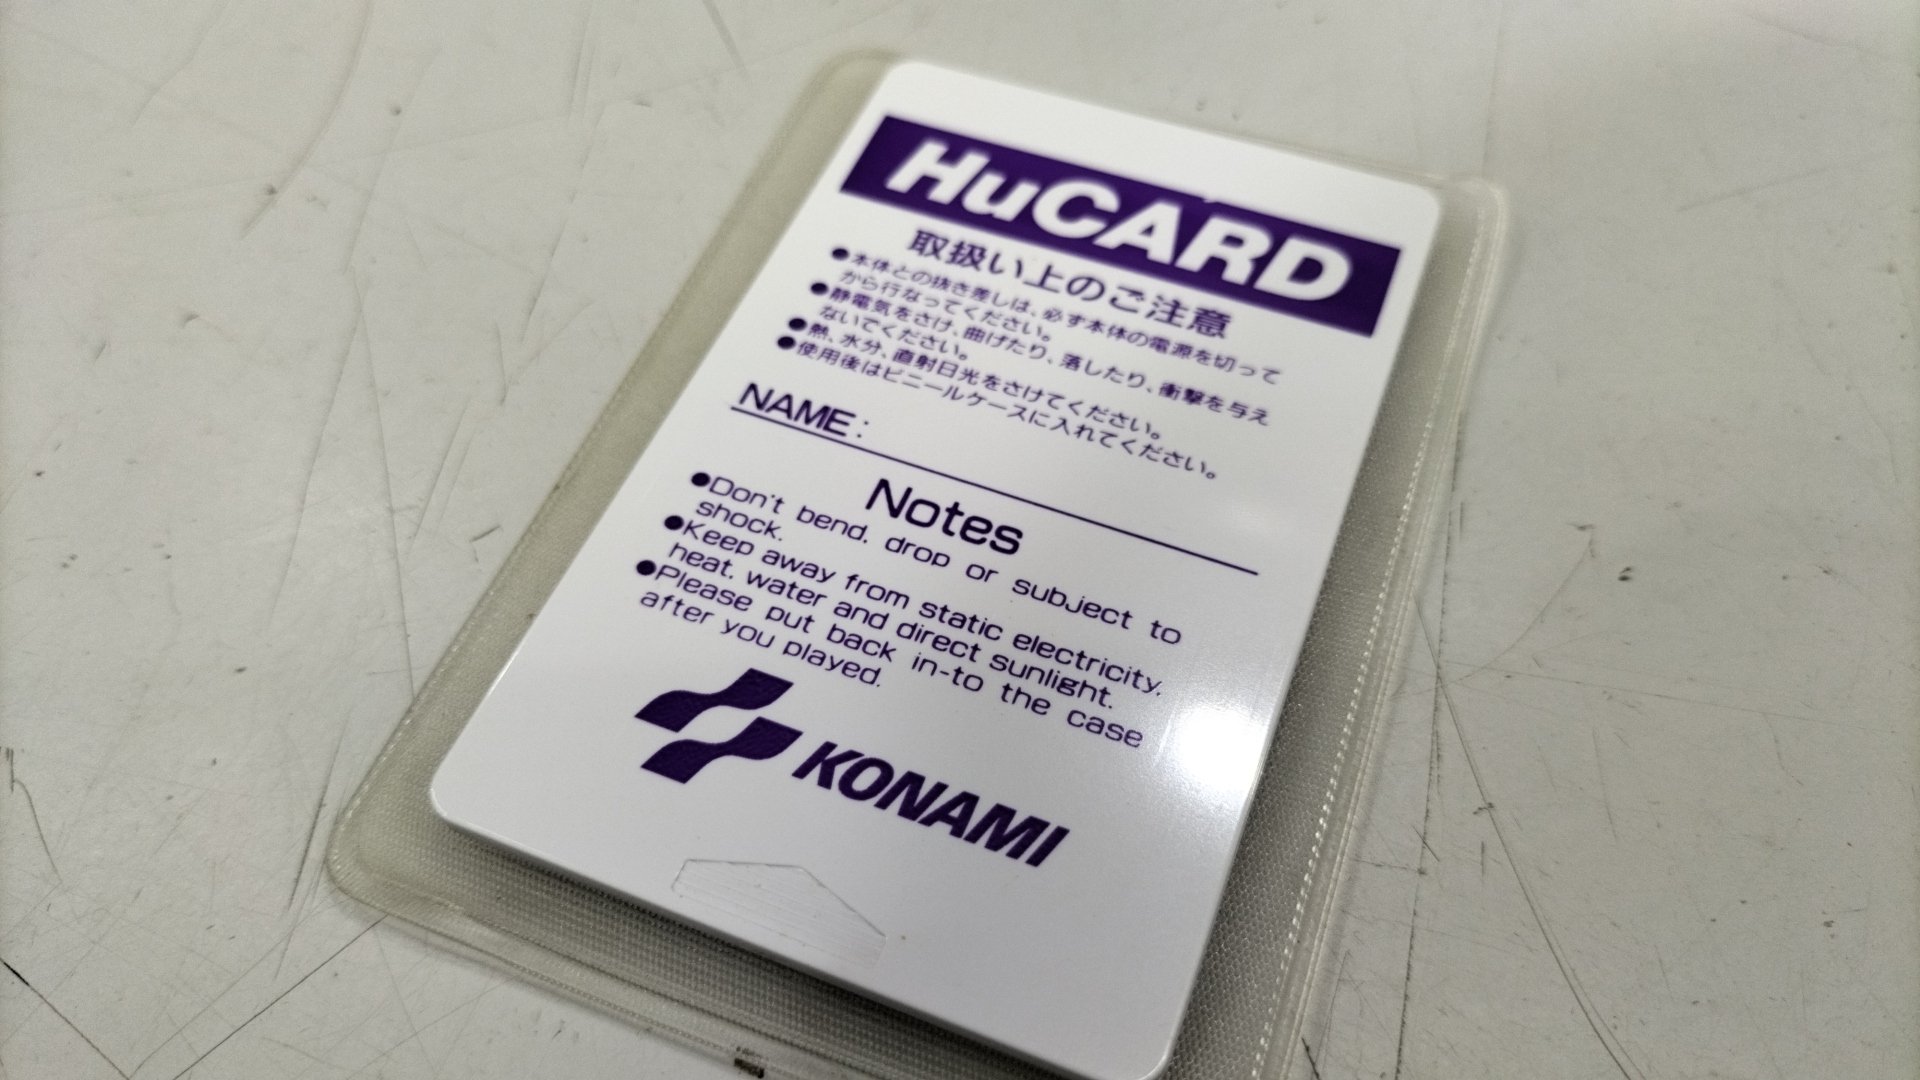 HuCARD
取扱い上のご注意
●本体との抜き差しは、必ず本体の電源を切って
から行なってください。
●静電気をさけ、曲げたり、落したり、衝撃を与え
ないでください。
●熱、水分、直射日光をさけてください。
●使用後はビニールケースに入れてください。
NAME:
Notes
●Don't bend, drop or subject to
shock.
●Keep away from static electricity,
heat, water and direct sunlight.
●Please put back in-to the case
after you played.
KONAMI